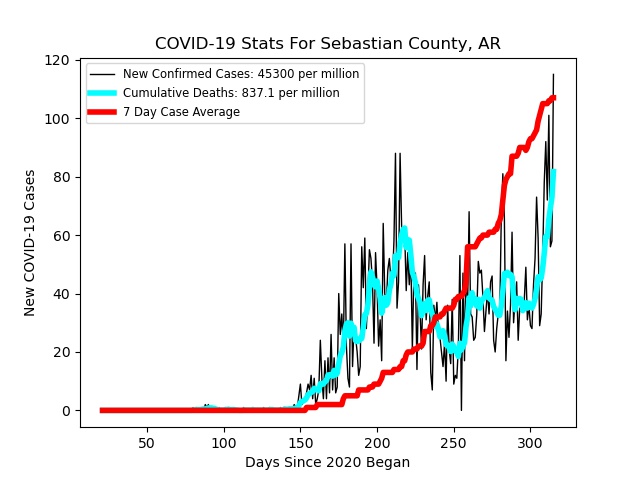 COVID-19 Stats For Sebastian County, AR
New Confirmed Cases: 45300 per million
Cumulative Deaths: 837.1 per million
7 Day Case Average
New COVID-19 Cases
120
100
80
60
40
20
0
50 100 150 200 250 300
Days Since 2020 Began